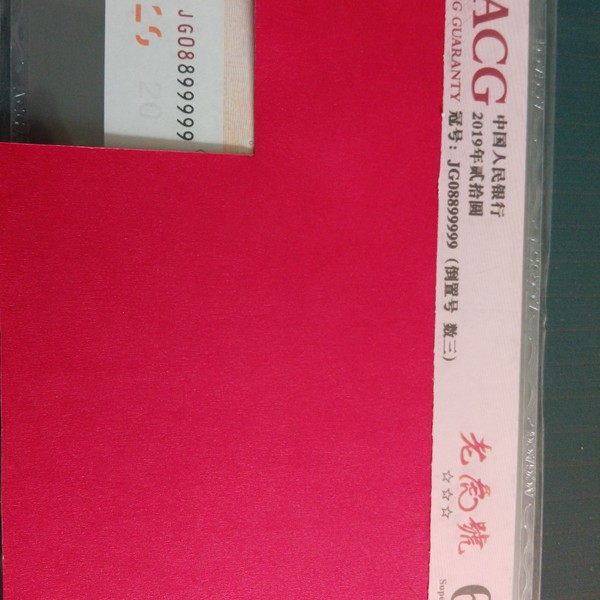 JG08899999
20
ACG
G GUARANTY
中国人民银行
2019年贰拾圆
冠号：JG08899999（倒置号 数三）
老虎號
☆☆☆